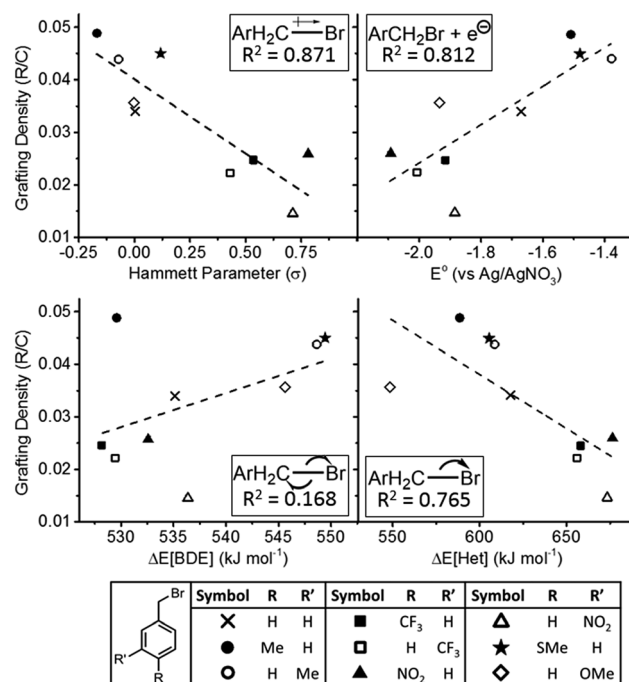 0.05
0.04
0.03
0.02
0.01
Grafting Density (R/C)
ArH₂C—Br
R² = 0.871
-0.25 0.00 0.25 0.50 0.75
Hammett Parameter (σ)
ArCH₂Br + e⊖
R² = 0.812
-2.0 -1.8 -1.6 -1.4
E° (vs Ag/AgNO₃)
0.05
0.04
0.03
0.02
0.01
Grafting Density (R/C)
ArH₂C—Br
R² = 0.168
530 535 540 545 550
ΔE[BDE] (kJ mol⁻¹)
ArH₂C—Br
R² = 0.765
550 600 650
ΔE[Het] (kJ mol⁻¹)
Br
R'
R
Symbol R R' Symbol R R' Symbol R R'
× H H ■ CF₃ H △ H NO₂
● Me H □ H CF₃ ★ SMe H
○ H Me ▲ NO₂ H ◇ H OMe